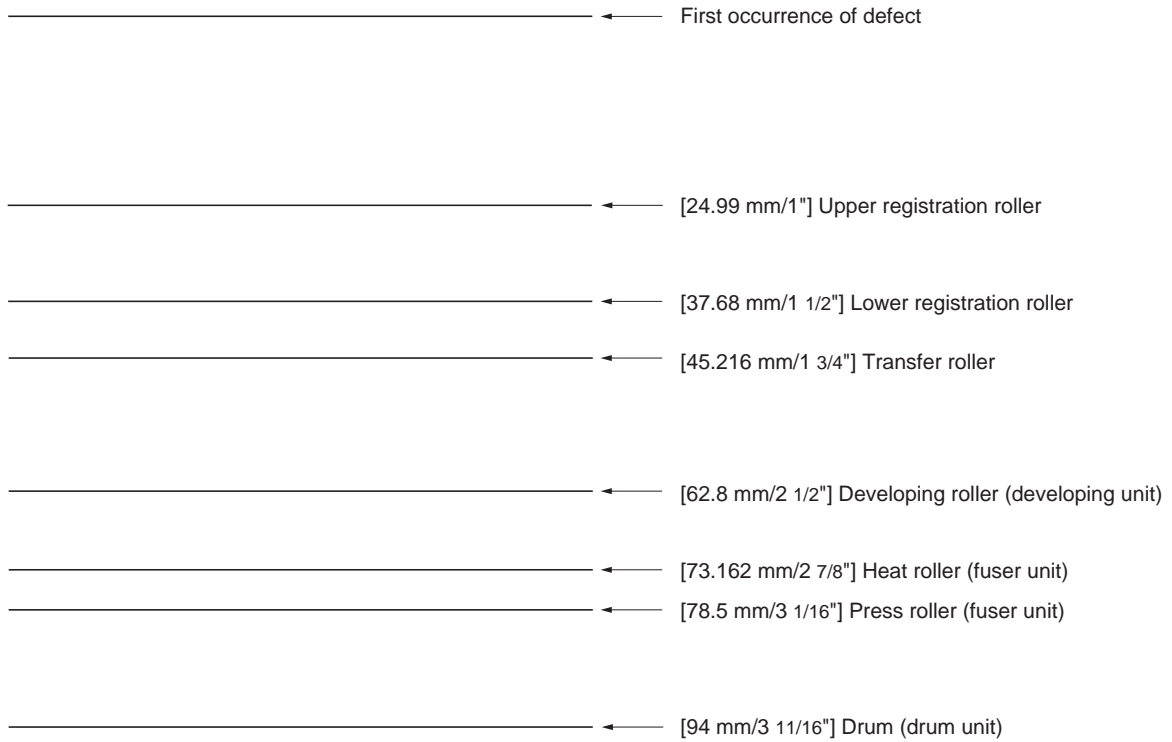 First occurrence of defect
[24.99 mm/1"] Upper registration roller
[37.68 mm/1 1/2"] Lower registration roller
[45.216 mm/1 3/4"] Transfer roller
[62.8 mm/2 1/2"] Developing roller (developing unit)
[73.162 mm/2 7/8"] Heat roller (fuser unit)
[78.5 mm/3 1/16"] Press roller (fuser unit)
[94 mm/3 11/16"] Drum (drum unit)